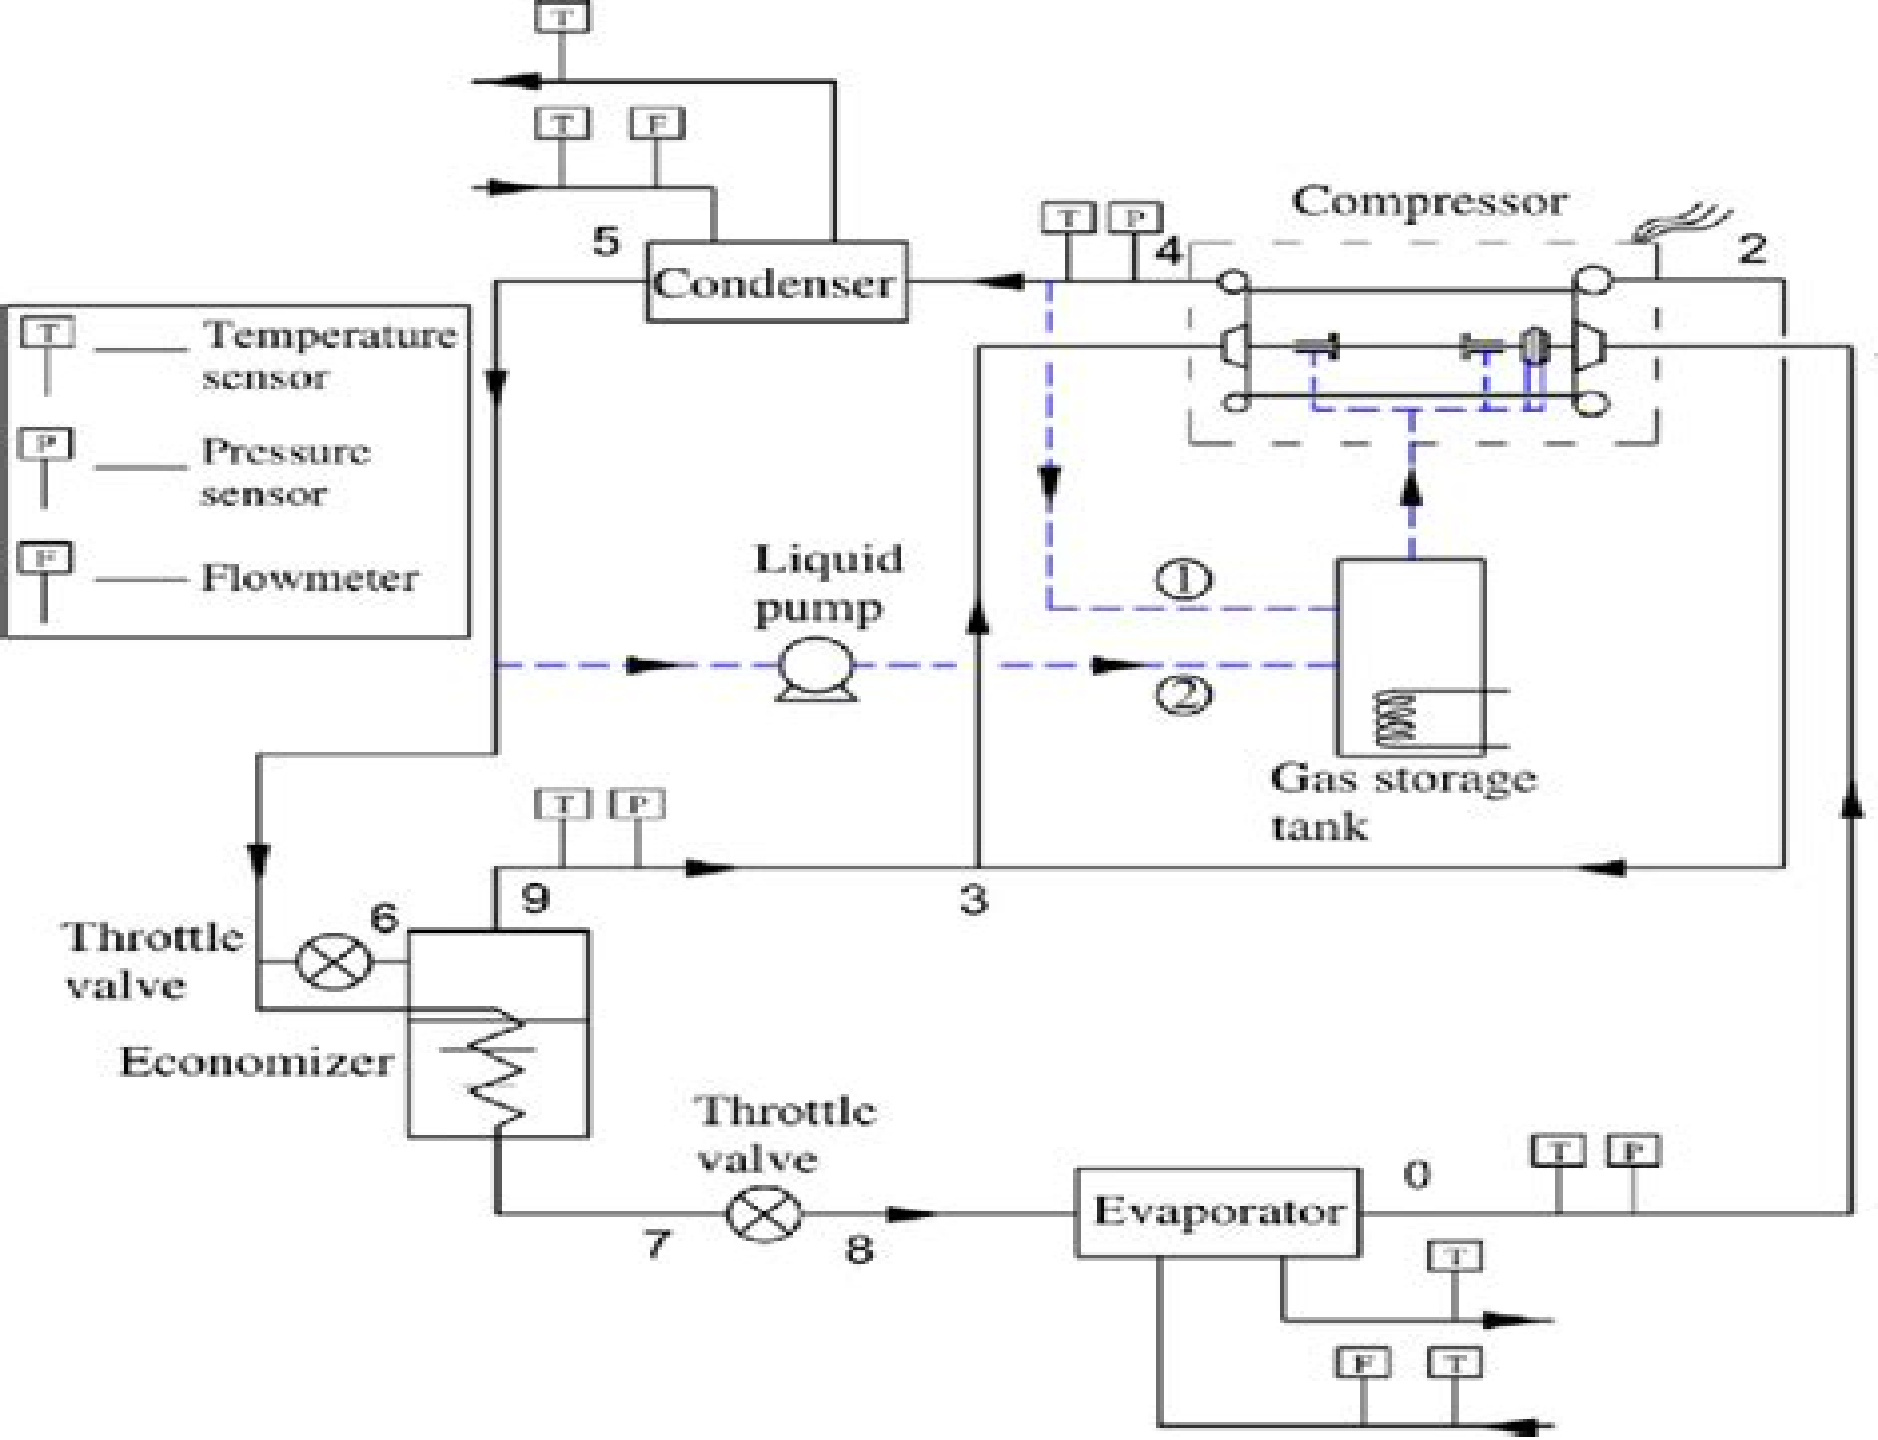 T
T F
Compressor
T P
5
4
2
Condenser
T Temperature
sensor
P Pressure
sensor
F Flowmeter
Liquid
pump
①
②
Gas storage
tank
T P
9
3
6
Throttle
valve
Economizer
Throttle
valve
7
8
Evaporator
0
T P
T
F T